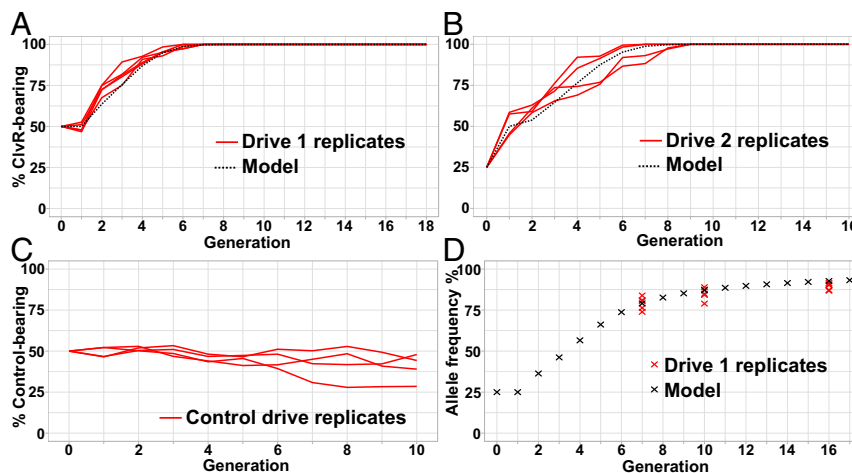 A
100
75
50
25
0
% ClvR-bearing
Drive 1 replicates
Model
0 2 4 6 8 10 12 14 16 18
Generation
B
100
75
50
25
0
Drive 2 replicates
Model
0 2 4 6 8 10 12 14 16
Generation
C
100
75
50
25
0
% Control-bearing
Control drive replicates
0 2 4 6 8 10
Generation
D
100
75
50
25
0
Allele frequency %
Drive 1 replicates
Model
0 2 4 6 8 10 12 14 16
Generation